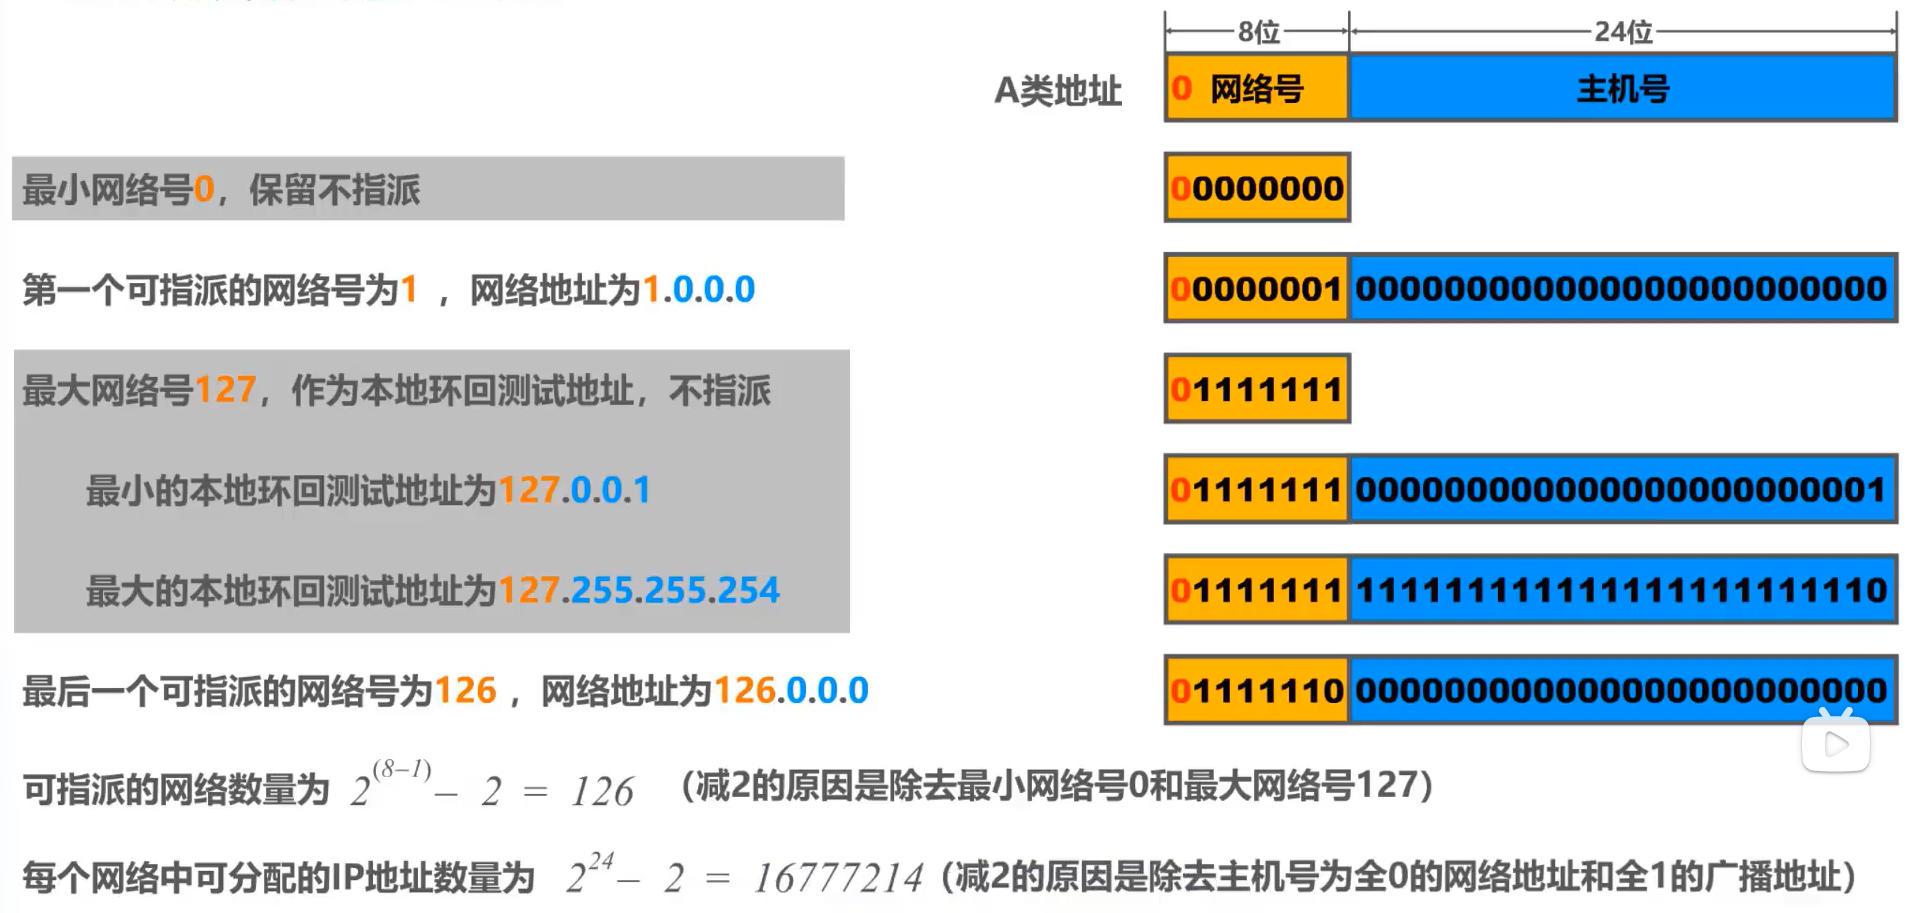 8位 24位
A类地址 0 网络号 主机号
最小网络号0，保留不指派 00000000
第一个可指派的网络号为1 ，网络地址为1.0.0.0 00000001 000000000000000000000000
最大网络号127，作为本地环回测试地址，不指派 01111111
最小的本地环回测试地址为127.0.0.1 01111111 000000000000000000000001
最大的本地环回测试地址为127.255.255.254 01111111 111111111111111111111110
最后一个可指派的网络号为126 ，网络地址为126.0.0.0 01111110 000000000000000000000000
可指派的网络数量为 2^(8-1) - 2 = 126 （减2的原因是除去最小网络号0和最大网络号127）
每个网络中可分配的IP地址数量为 2^24 - 2 = 16777214（减2的原因是除去主机号为全0的网络地址和全1的广播地址）